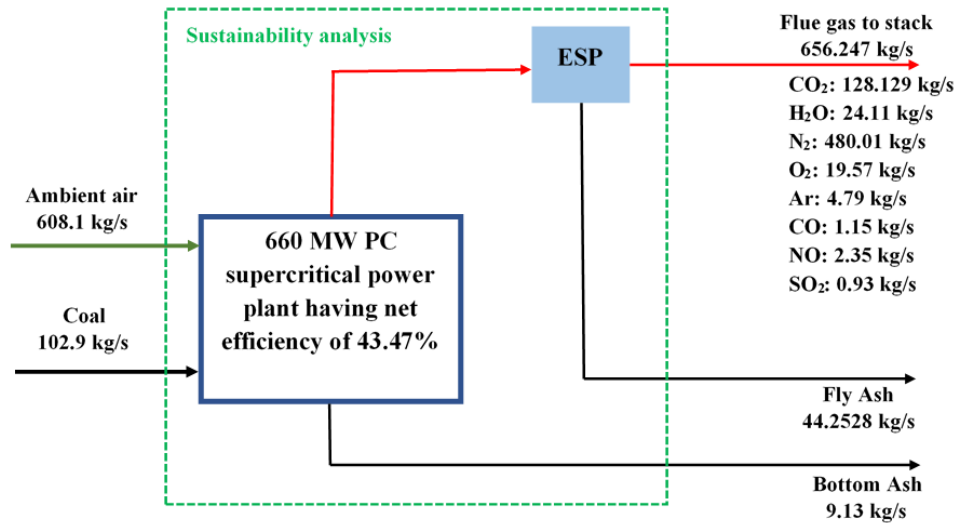 Sustainability analysis
ESP
Flue gas to stack
656.247 kg/s
CO₂: 128.129 kg/s
H₂O: 24.11 kg/s
N₂: 480.01 kg/s
O₂: 19.57 kg/s
Ar: 4.79 kg/s
CO: 1.15 kg/s
NO: 2.35 kg/s
SO₂: 0.93 kg/s
Ambient air
608.1 kg/s
Coal
102.9 kg/s
660 MW PC
supercritical power
plant having net
efficiency of 43.47%
Fly Ash
44.2528 kg/s
Bottom Ash
9.13 kg/s